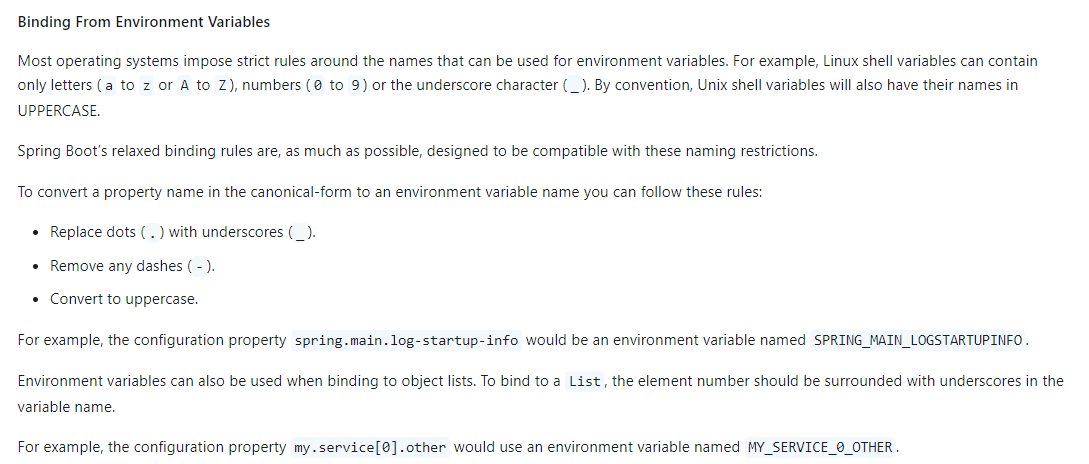 Binding From Environment Variables
Most operating systems impose strict rules around the names that can be used for environment variables. For example, Linux shell variables can contain
only letters ( a to z or A to Z ), numbers ( 0 to 9 ) or the underscore character ( _ ). By convention, Unix shell variables will also have their names in
UPPERCASE.
Spring Boot's relaxed binding rules are, as much as possible, designed to be compatible with these naming restrictions.
To convert a property name in the canonical-form to an environment variable name you can follow these rules:
• Replace dots ( . ) with underscores ( _ ).
• Remove any dashes ( - ).
• Convert to uppercase.
For example, the configuration property spring.main.log-startup-info would be an environment variable named SPRING_MAIN_LOGSTARTUPINFO .
Environment variables can also be used when binding to object lists. To bind to a List , the element number should be surrounded with underscores in the
variable name.
For example, the configuration property my.service[0].other would use an environment variable named MY_SERVICE_0_OTHER .